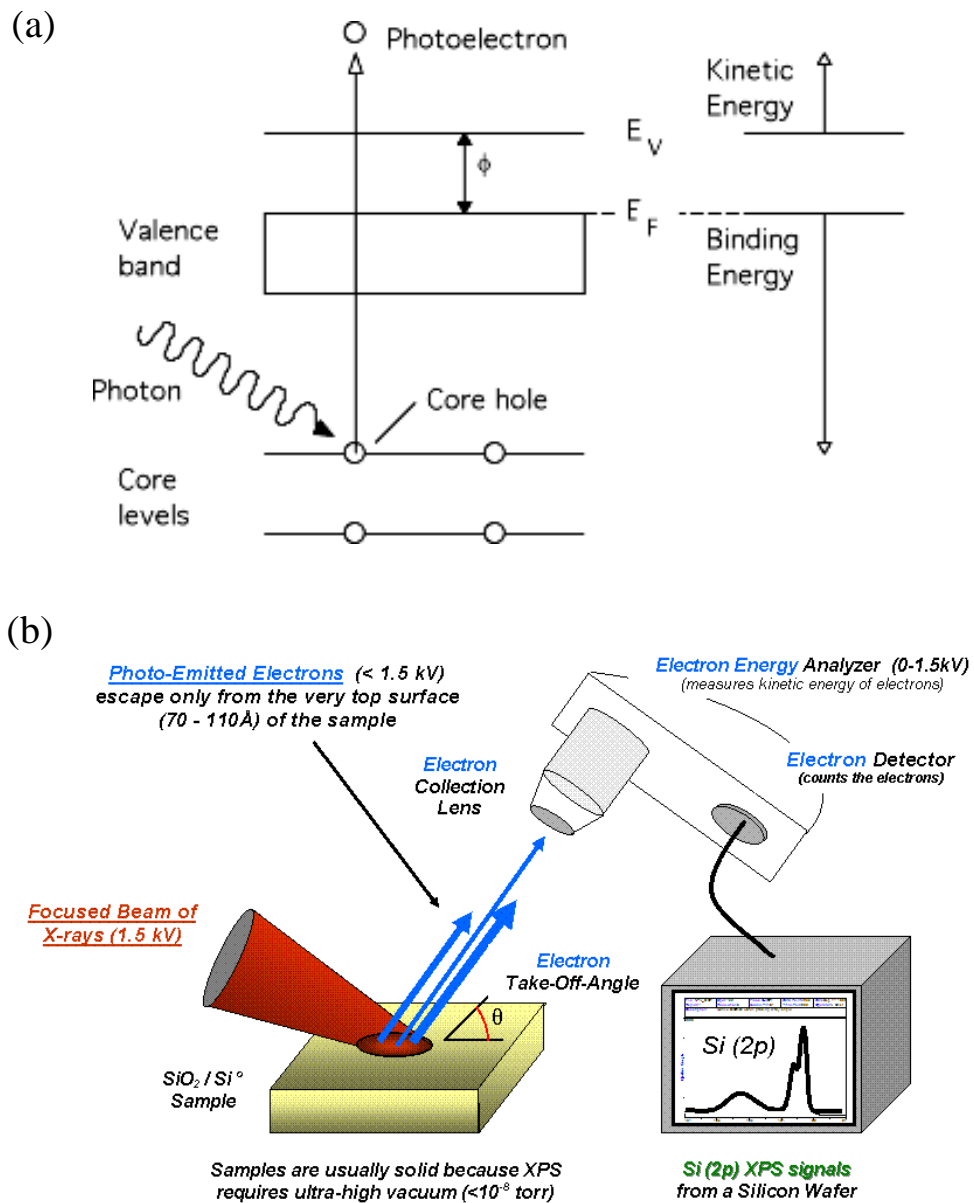 (a)
Photoelectron
Kinetic
Energy
E_V
ϕ
E_F
Valence
band
Binding
Energy
Photon
Core hole
Core
levels
(b)
Photo-Emitted Electrons (< 1.5 kV)
escape only from the very top surface
(70 - 110Å) of the sample
Electron Energy Analyzer (0-1.5kV)
(measures kinetic energy of electrons)
Electron Detector
(counts the electrons)
Electron
Collection
Lens
Focused Beam of
X-rays (1.5 kV)
Electron
Take-Off-Angle
θ
Si (2p)
SiO₂ / Si°
Sample
Samples are usually solid because XPS
requires ultra-high vacuum (<10⁻⁸ torr)
Si (2p) XPS signals
from a Silicon Wafer